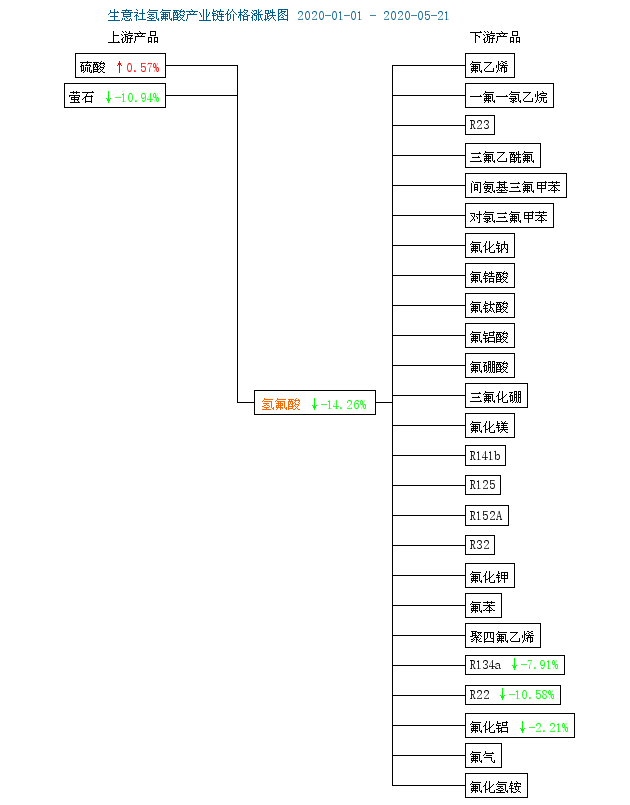 生意社氢氟酸产业链价格涨跌图 2020-01-01 - 2020-05-21
上游产品
下游产品
硫酸 ↑0.57%
萤石 ↓-10.94%
氢氟酸 ↓-14.26%
氟乙烯
一氟一氯乙烷
R23
三氟乙酰氟
间氨基三氟甲苯
对氯三氟甲苯
氟化钠
氟锆酸
氟钛酸
氟铝酸
氟硼酸
三氟化硼
氟化镁
R141b
R125
R152A
R32
氟化钾
氟苯
聚四氟乙烯
R134a ↓-7.91%
R22 ↓-10.58%
氟化铝 ↓-2.21%
氟气
氟化氢铵